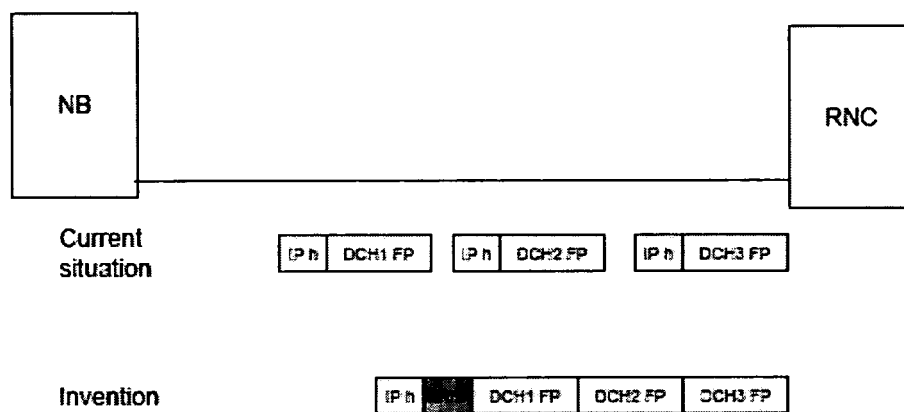 NB
RNC
Current
situation
IP h DCH1 FP IP h DCH2 FP IP h DCH3 FP
Invention
IP h DCH1 FP DCH2 FP DCH3 FP